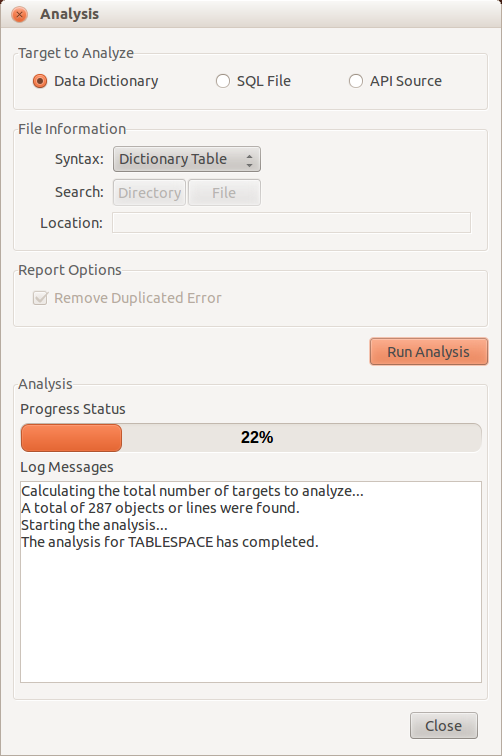 Analysis
Target to Analyze
Data Dictionary SQL File API Source
File Information
Syntax: Dictionary Table
Search: Directory File
Location:
Report Options
Remove Duplicated Error
Run Analysis
Analysis
Progress Status
22%
Log Messages
Calculating the total number of targets to analyze...
A total of 287 objects or lines were found.
Starting the analysis...
The analysis for TABLESPACE has completed.
Close